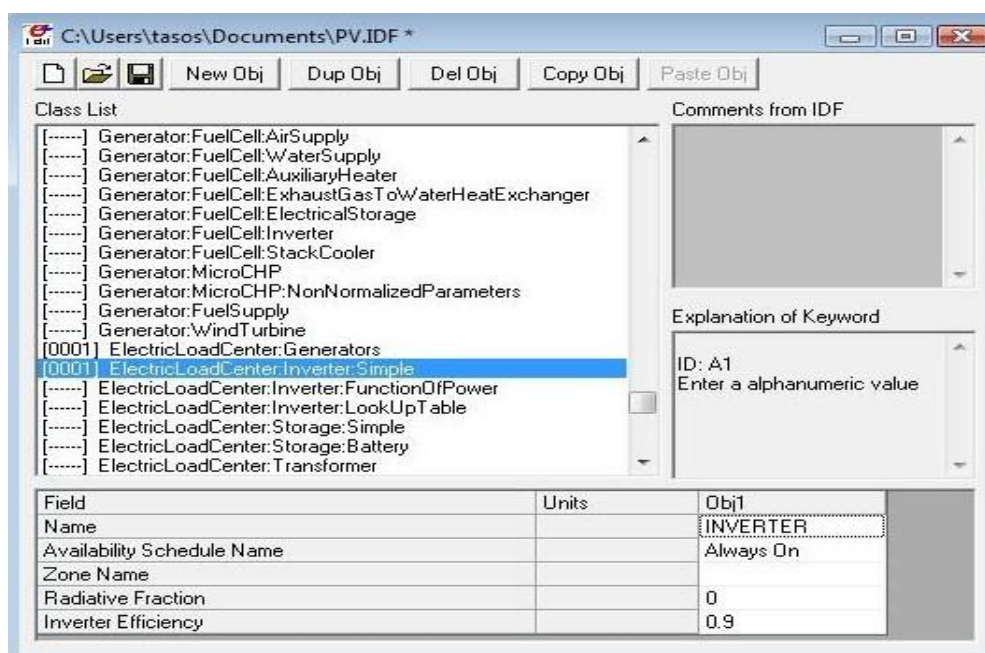 C:\Users\tasos\Documents\PV.IDF *
New Obj Dup Obj Del Obj Copy Obj Paste Obj
Class List
[------] Generator:FuelCell:AirSupply
[------] Generator:FuelCell:WaterSupply
[------] Generator:FuelCell:AuxiliaryHeater
[------] Generator:FuelCell:ExhaustGasToWaterHeatExchanger
[------] Generator:FuelCell:ElectricalStorage
[------] Generator:FuelCell:Inverter
[------] Generator:FuelCell:StackCooler
[------] Generator:MicroCHP
[------] Generator:MicroCHP:NonNormalizedParameters
[------] Generator:FuelSupply
[------] Generator:WindTurbine
[0001] ElectricLoadCenter:Generators
[0001] ElectricLoadCenter:Inverter:Simple
[------] ElectricLoadCenter:Inverter:FunctionOfPower
[------] ElectricLoadCenter:Inverter:LookUpTable
[------] ElectricLoadCenter:Storage:Simple
[------] ElectricLoadCenter:Storage:Battery
[------] ElectricLoadCenter:Transformer
Comments from IDF
Explanation of Keyword
ID: A1
Enter a alphanumeric value
Field Units Obj1
Name INVERTER
Availability Schedule Name Always On
Zone Name
Radiative Fraction 0
Inverter Efficiency 0.9